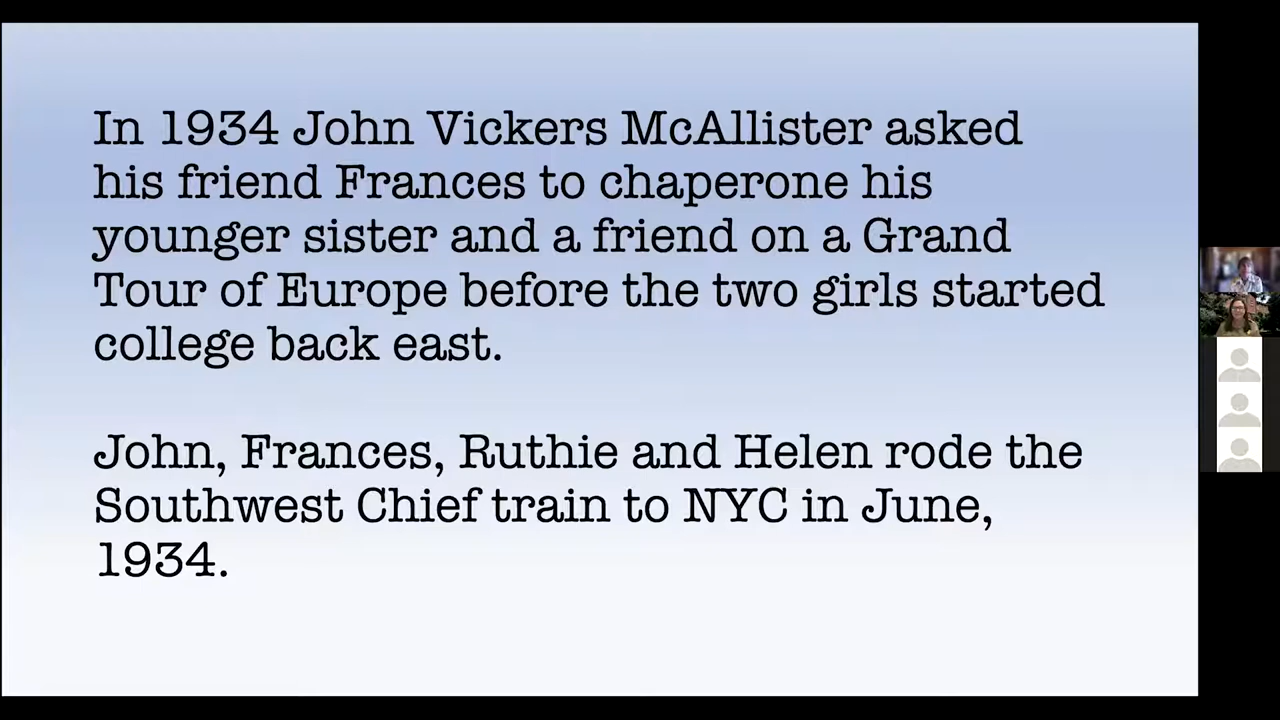 In 1934 John Vickers McAllister asked
his friend Frances to chaperone his
younger sister and a friend on a Grand
Tour of Europe before the two girls started
college back east.
John, Frances, Ruthie and Helen rode the
Southwest Chief train to NYC in June,
1934.